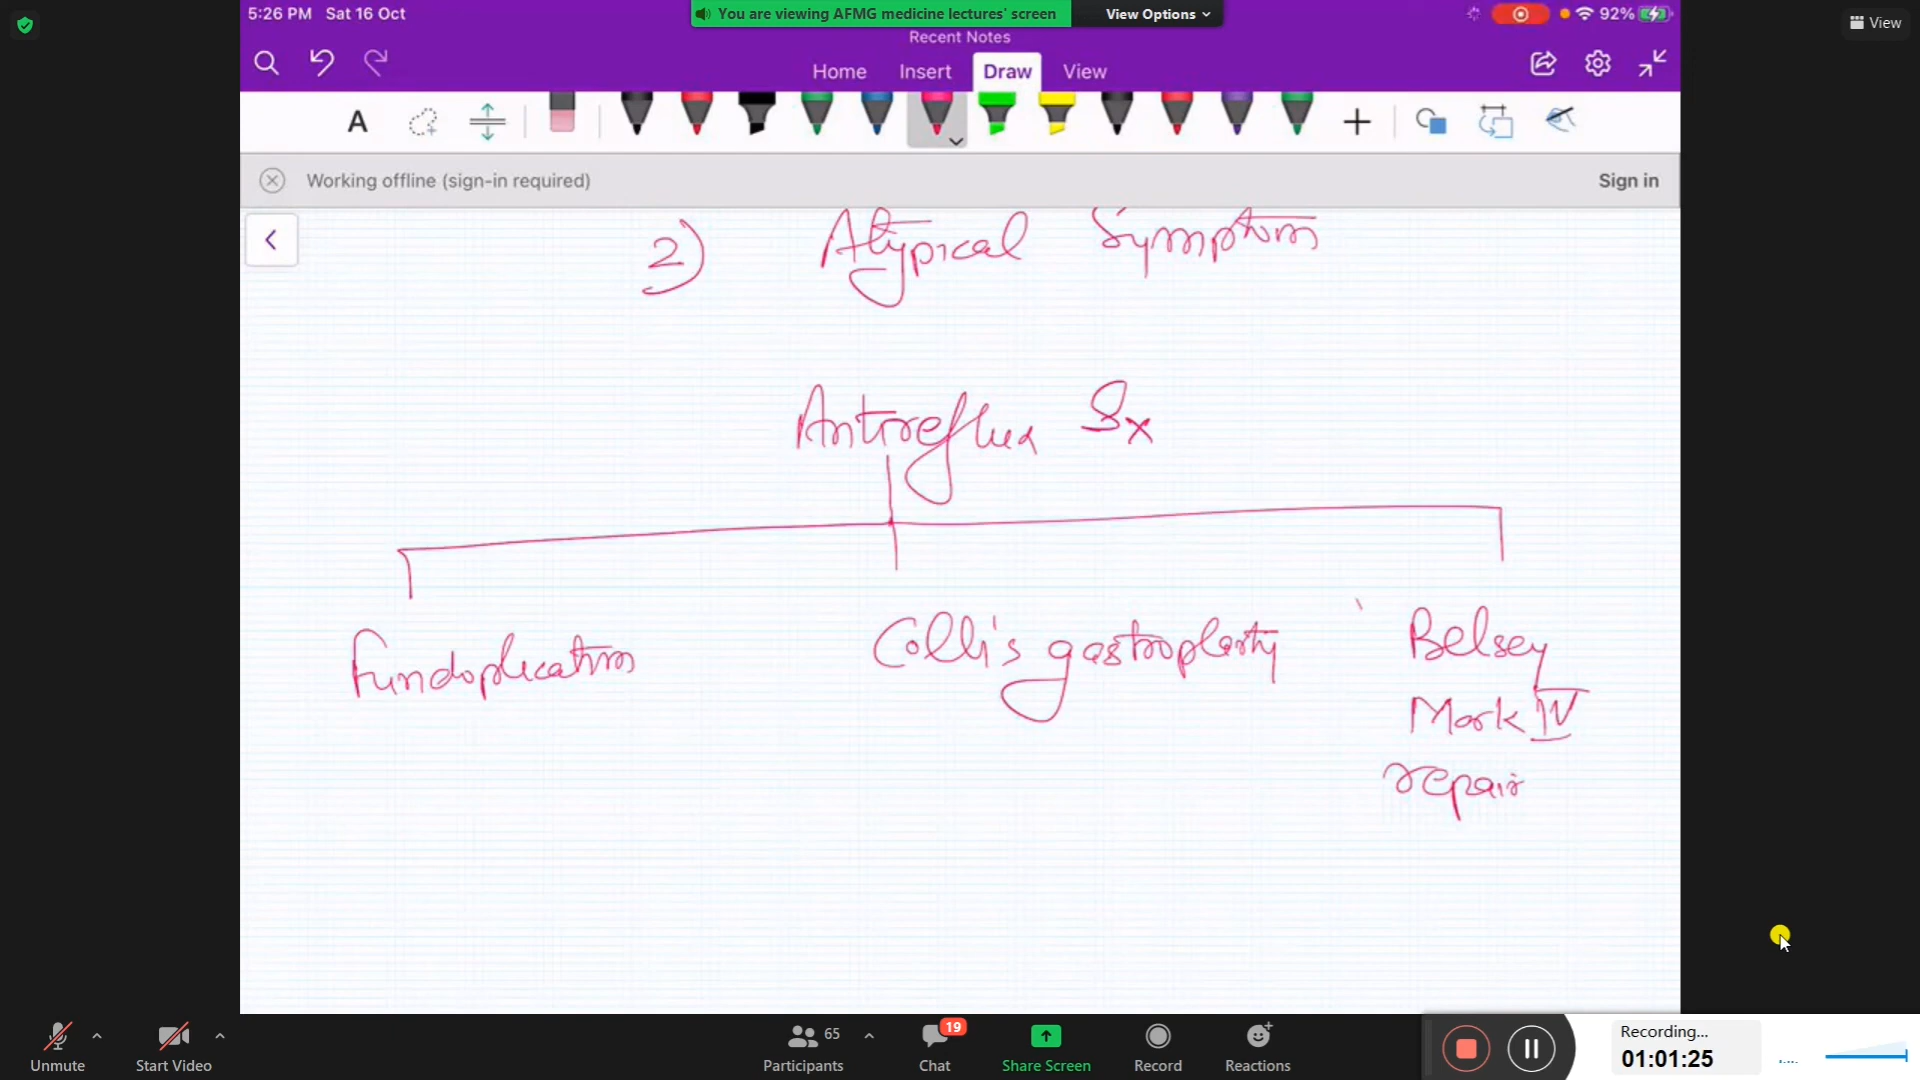 5:26 PM Sat 16 Oct
You are viewing AFMG medicine lectures' screen
View Options
92%
View
Recent Notes
Home Insert Draw View
A
Working offline (sign-in required)
Sign in
2) Atypical Symptom
Antireflux Sx
Fundoplication
Colli's gastroplasty
Belsey
Mark IV
repair
Unmute
Start Video
65
Participants
19
Chat
Share Screen
Record
Reactions
Recording...
01:01:25